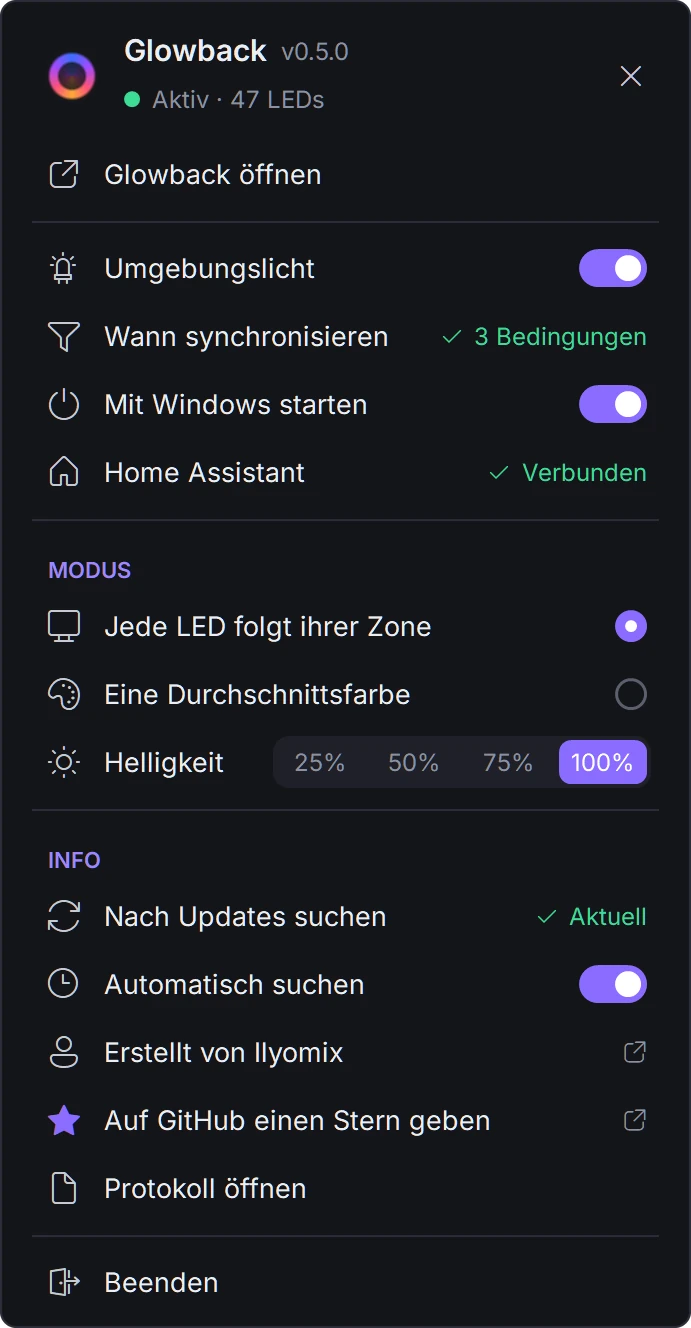 Glowback v0.5.0
Aktiv · 47 LEDs
Glowback öffnen
Umgebungslicht
Wann synchronisieren 3 Bedingungen
Mit Windows starten
Home Assistant Verbunden
MODUS
Jede LED folgt ihrer Zone
Eine Durchschnittsfarbe
Helligkeit 25% 50% 75% 100%
INFO
Nach Updates suchen Aktuell
Automatisch suchen
Erstellt von llyomix
Auf GitHub einen Stern geben
Protokoll öffnen
Beenden